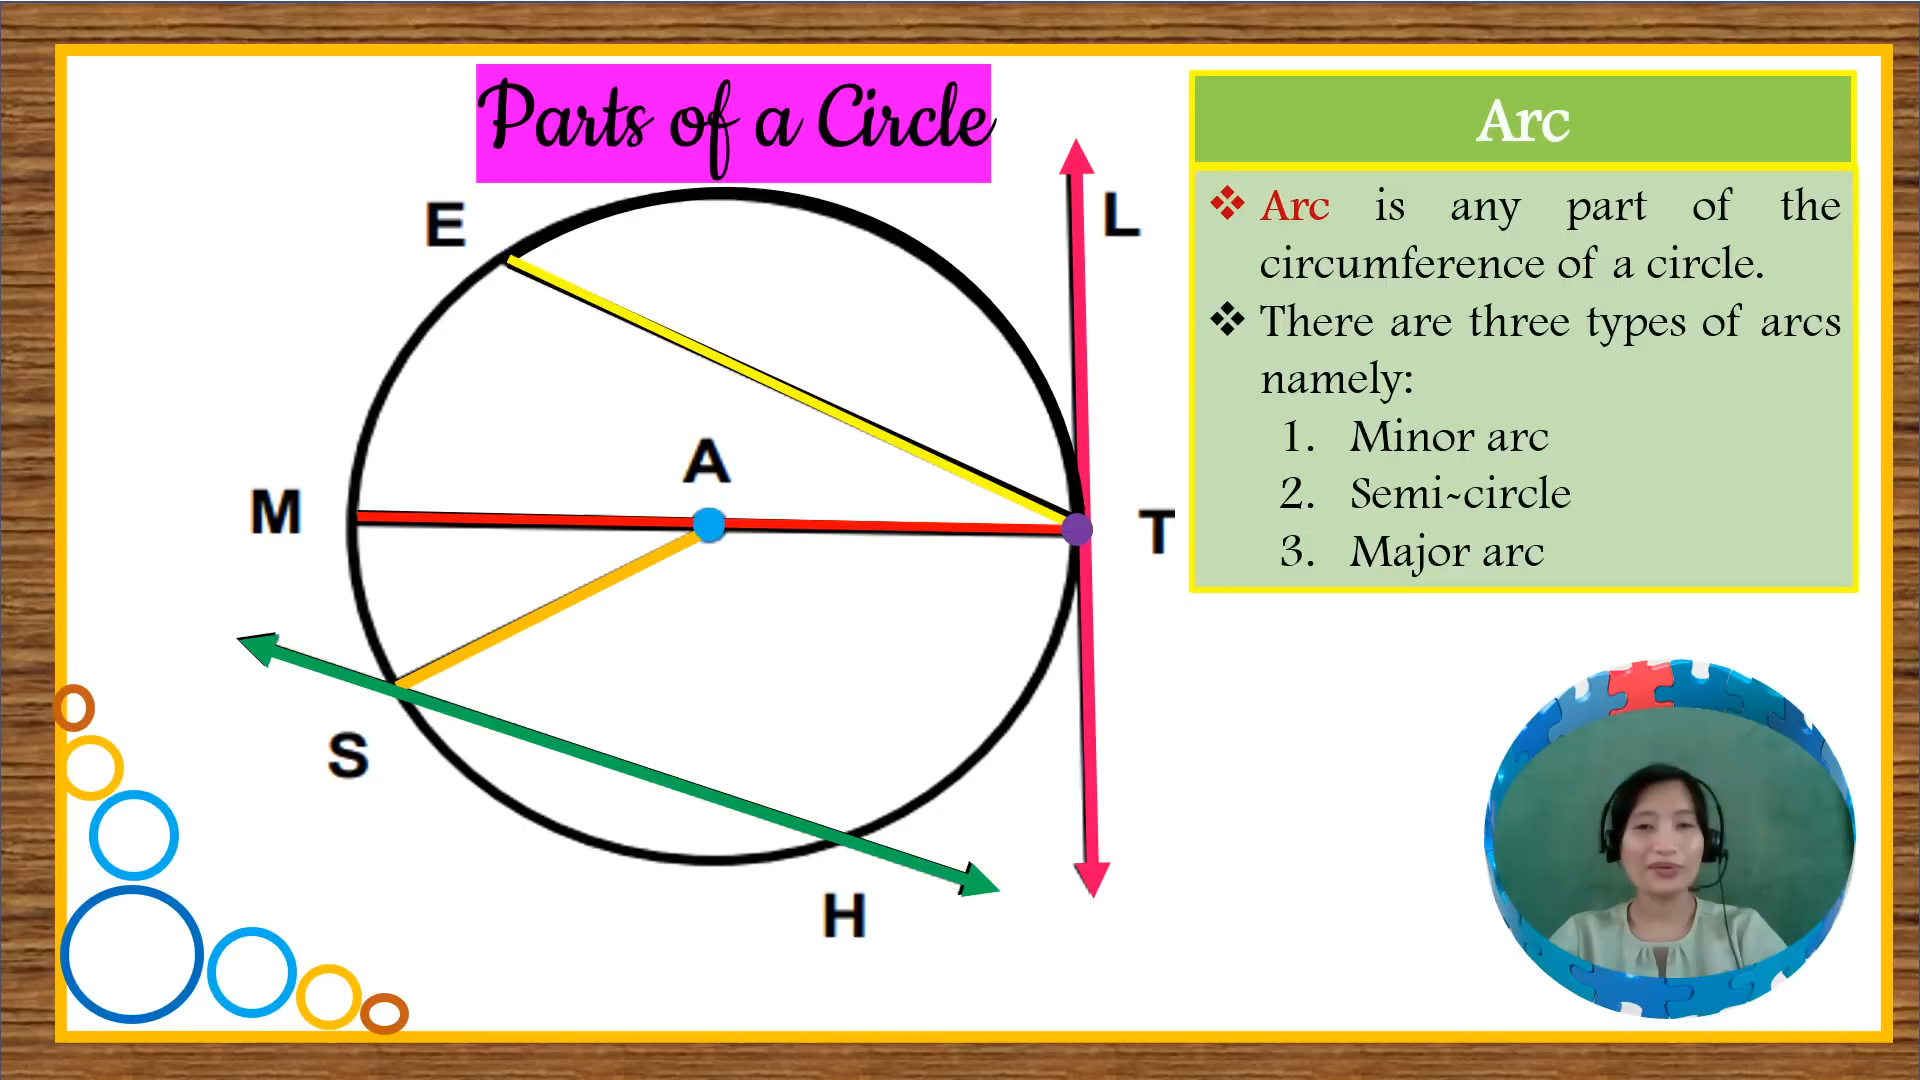 Parts of a Circle
E
L
A
M
T
S
H
Arc
Arc is any part of the
circumference of a circle.
There are three types of arcs
namely:
1. Minor arc
2. Semi-circle
3. Major arc